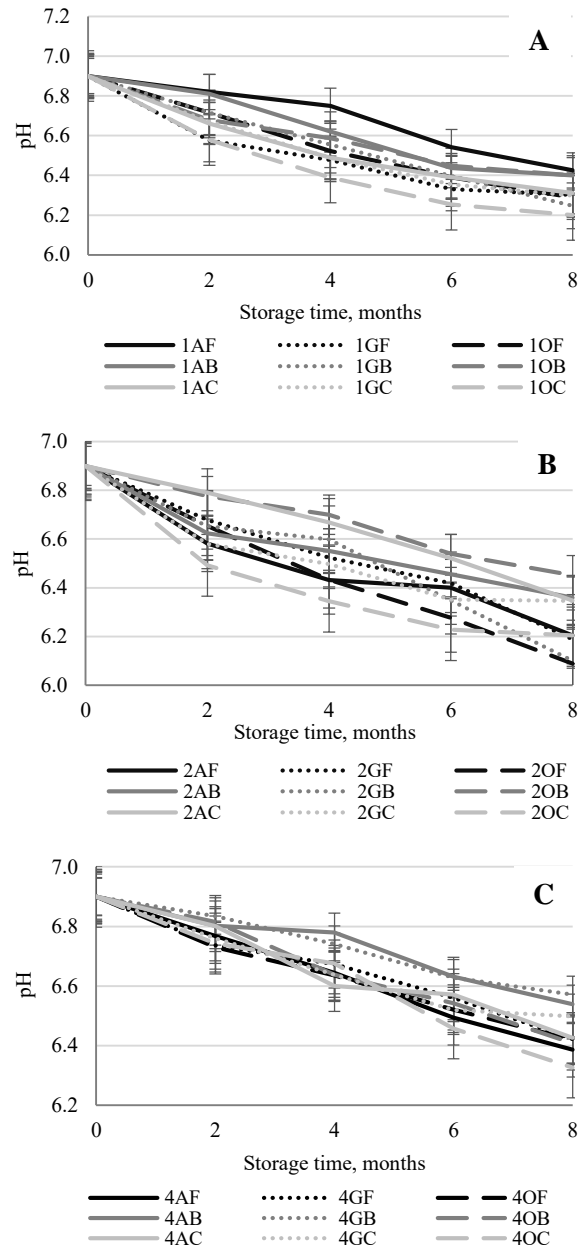 A
7.2
7.0
6.8
6.6
6.4
6.2
6.0
pH
0 2 4 6 8
Storage time, months
1AF 1GF 1OF
1AB 1GB 1OB
1AC 1GC 1OC
B
7.0
6.8
6.6
6.4
6.2
6.0
pH
0 2 4 6 8
Storage time, months
2AF 2GF 2OF
2AB 2GB 2OB
2AC 2GC 2OC
C
7.0
6.8
6.6
6.4
6.2
pH
0 2 4 6 8
Storage time, months
4AF 4GF 4OF
4AB 4GB 4OB
4AC 4GC 4OC